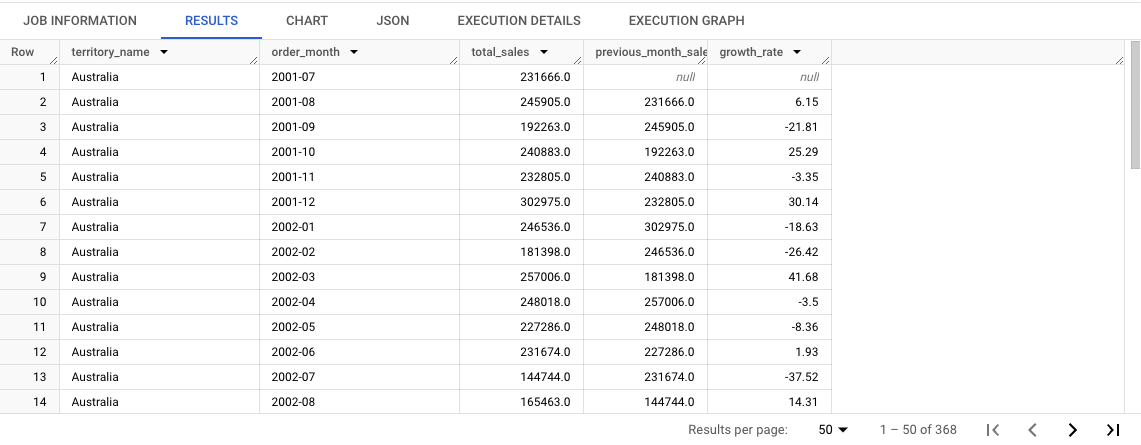 JOB INFORMATION RESULTS CHART JSON EXECUTION DETAILS EXECUTION GRAPH
Row territory_name order_month total_sales previous_month_sale growth_rate
1 Australia 2001-07 231666.0 null null
2 Australia 2001-08 245905.0 231666.0 6.15
3 Australia 2001-09 192263.0 245905.0 -21.81
4 Australia 2001-10 240883.0 192263.0 25.29
5 Australia 2001-11 232805.0 240883.0 -3.35
6 Australia 2001-12 302975.0 232805.0 30.14
7 Australia 2002-01 246536.0 302975.0 -18.63
8 Australia 2002-02 181398.0 246536.0 -26.42
9 Australia 2002-03 257006.0 181398.0 41.68
10 Australia 2002-04 248018.0 257006.0 -3.5
11 Australia 2002-05 227286.0 248018.0 -8.36
12 Australia 2002-06 231674.0 227286.0 1.93
13 Australia 2002-07 144744.0 231674.0 -37.52
14 Australia 2002-08 165463.0 144744.0 14.31
Results per page: 50 1 – 50 of 368